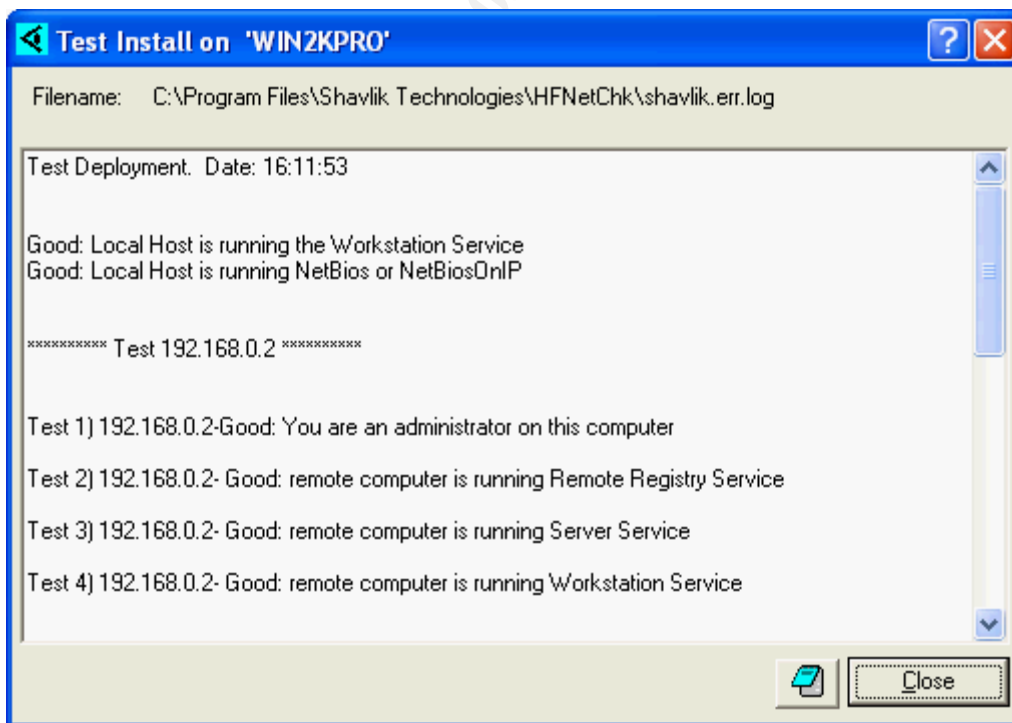 Test Install on 'WIN2KPRO'
Filename: C:\Program Files\Shavlik Technologies\HFNetChk\shavlik.err.log
Test Deployment. Date: 16:11:53
Good: Local Host is running the Workstation Service
Good: Local Host is running NetBios or NetBiosOnIP
********** Test 192.168.0.2 **********
Test 1) 192.168.0.2-Good: You are an administrator on this computer
Test 2) 192.168.0.2- Good: remote computer is running Remote Registry Service
Test 3) 192.168.0.2- Good: remote computer is running Server Service
Test 4) 192.168.0.2- Good: remote computer is running Workstation Service
Close